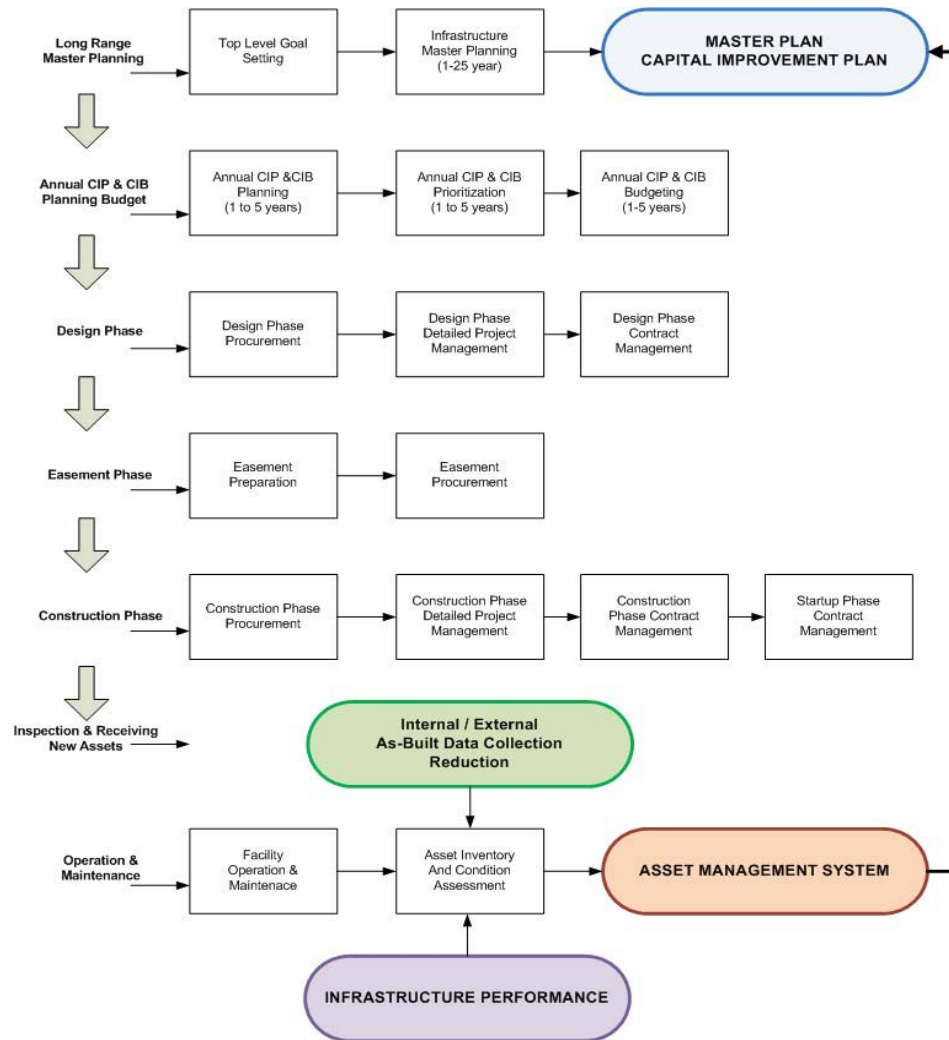 Long Range
Master Planning
Top Level Goal
Setting
Infrastructure
Master Planning
(1-25 year)
MASTER PLAN
CAPITAL IMPROVEMENT PLAN
Annual CIP & CIB
Planning Budget
Annual CIP &CIB
Planning
(1 to 5 years)
Annual CIP & CIB
Prioritization
(1 to 5 years)
Annual CIP & CIB
Budgeting
(1-5 years)
Design Phase
Design Phase
Procurement
Design Phase
Detailed Project
Management
Design Phase
Contract
Management
Easement Phase
Easement
Preparation
Easement
Procurement
Construction Phase
Construction Phase
Procurement
Construction Phase
Detailed Project
Management
Construction
Phase Contract
Management
Startup Phase
Contract
Management
Inspection & Receiving
New Assets
Internal / External
As-Built Data Collection
Reduction
Operation &
Maintenance
Facility
Operation &
Maintenace
Asset Inventory
And Condition
Assessment
ASSET MANAGEMENT SYSTEM
INFRASTRUCTURE PERFORMANCE